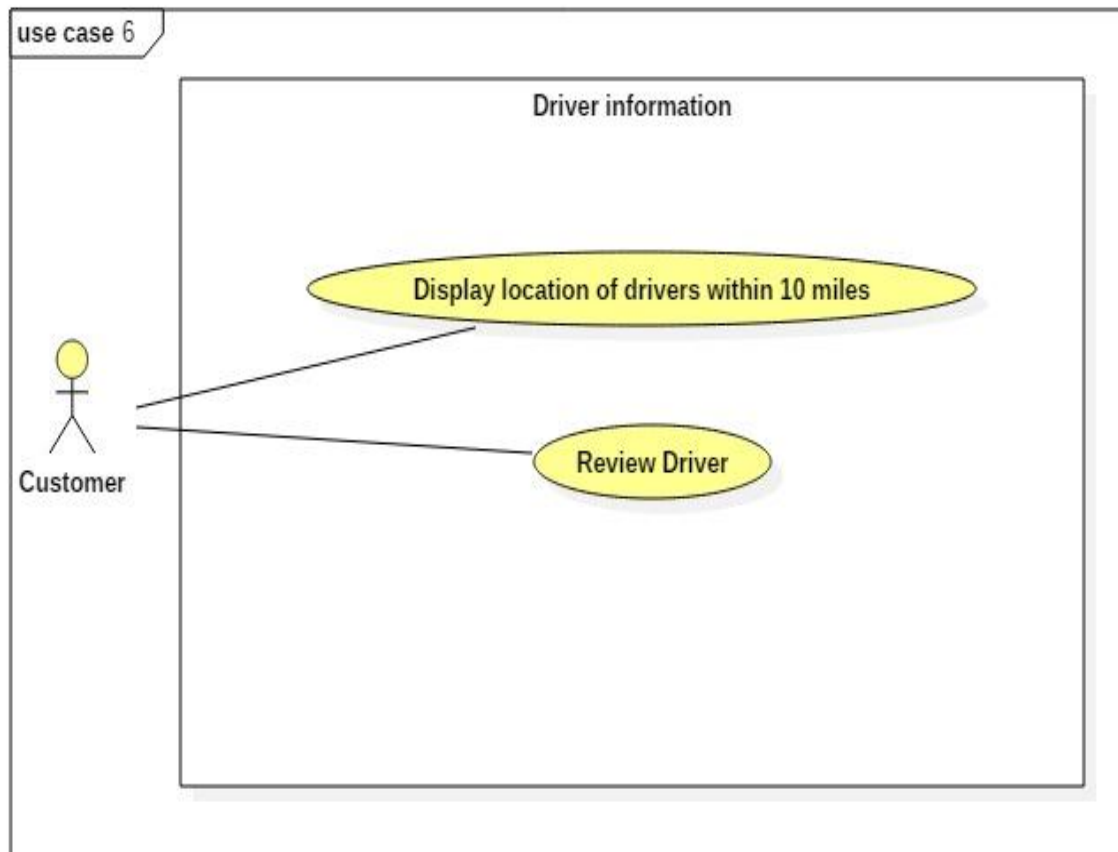 use case 6
Driver information
Display location of drivers within 10 miles
Review Driver
Customer